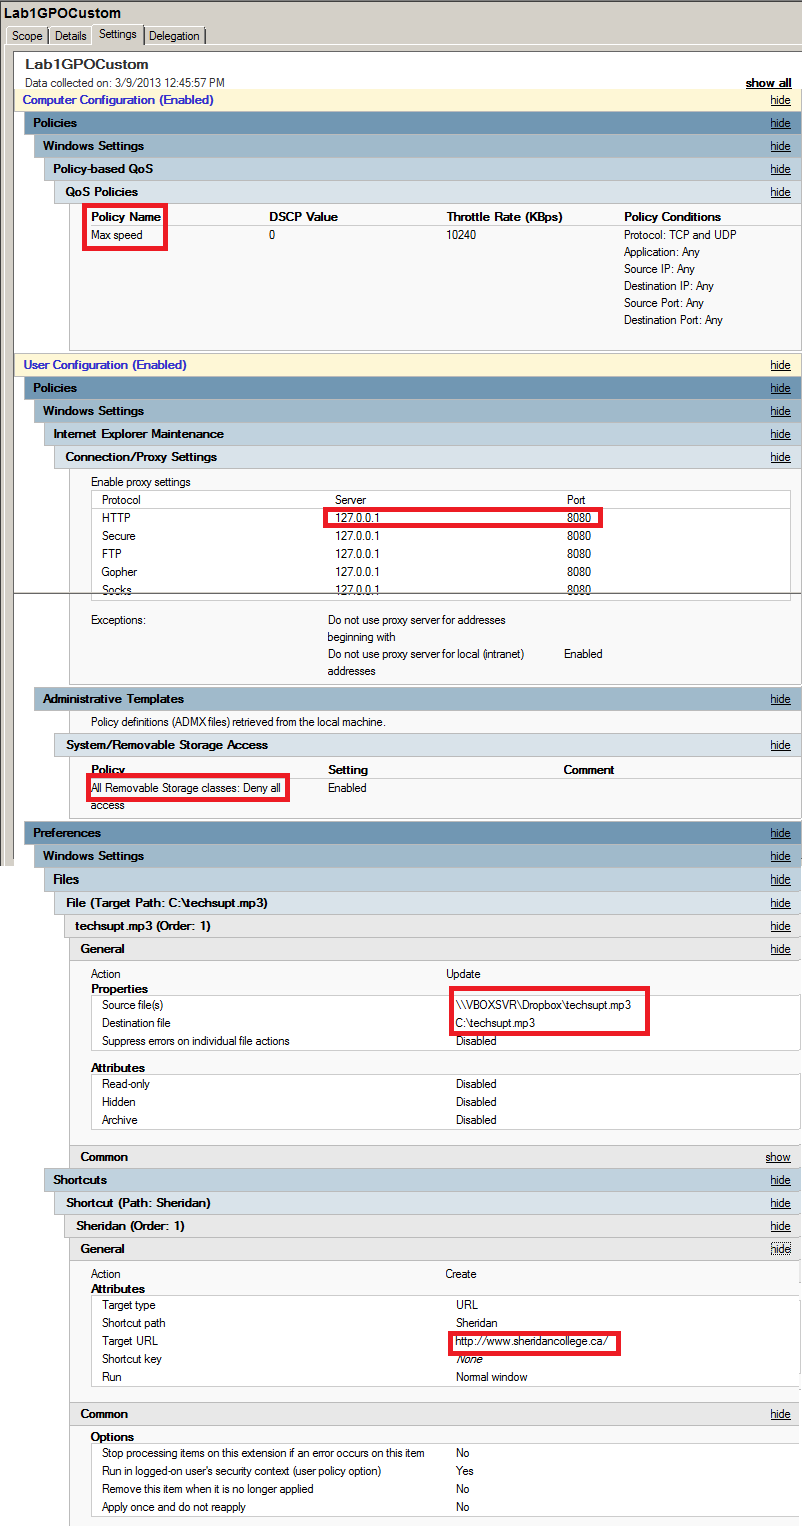 Lab1GPOCustom
Scope Details Settings Delegation
Lab1GPOCustom
Data collected on: 3/9/2013 12:45:57 PM show all
Computer Configuration (Enabled) hide
Policies hide
Windows Settings hide
Policy-based QoS hide
QoS Policies hide
Policy Name DSCP Value Throttle Rate (KBps) Policy Conditions
Max speed 0 10240 Protocol: TCP and UDP
Application: Any
Source IP: Any
Destination IP: Any
Source Port: Any
Destination Port: Any
User Configuration (Enabled) hide
Policies hide
Windows Settings hide
Internet Explorer Maintenance hide
Connection/Proxy Settings hide
Enable proxy settings
Protocol Server Port
HTTP 127.0.0.1 8080
Secure 127.0.0.1 8080
FTP 127.0.0.1 8080
Gopher 127.0.0.1 8080
Socks 127.0.0.1 8080
Exceptions: Do not use proxy server for addresses
beginning with
Do not use proxy server for local (intranet) Enabled
addresses
Administrative Templates hide
Policy definitions (ADMX files) retrieved from the local machine.
System/Removable Storage Access hide
Policy Setting Comment
All Removable Storage classes: Deny all Enabled
access
Preferences hide
Windows Settings hide
Files hide
File (Target Path: C:\techsupt.mp3) hide
techsupt.mp3 (Order: 1) hide
General hide
Action Update
Properties
Source file(s) \\VBOXSVR\Dropbox\techsupt.mp3
Destination file C:\techsupt.mp3
Suppress errors on individual file actions Disabled
Attributes
Read-only Disabled
Hidden Disabled
Archive Disabled
Common show
Shortcuts hide
Shortcut (Path: Sheridan) hide
Sheridan (Order: 1) hide
General hide
Action Create
Attributes
Target type URL
Shortcut path Sheridan
Target URL http://www.sheridancollege.ca/
Shortcut key None
Run Normal window
Common hide
Options
Stop processing items on this extension if an error occurs on this item No
Run in logged-on user's security context (user policy option) Yes
Remove this item when it is no longer applied No
Apply once and do not reapply No